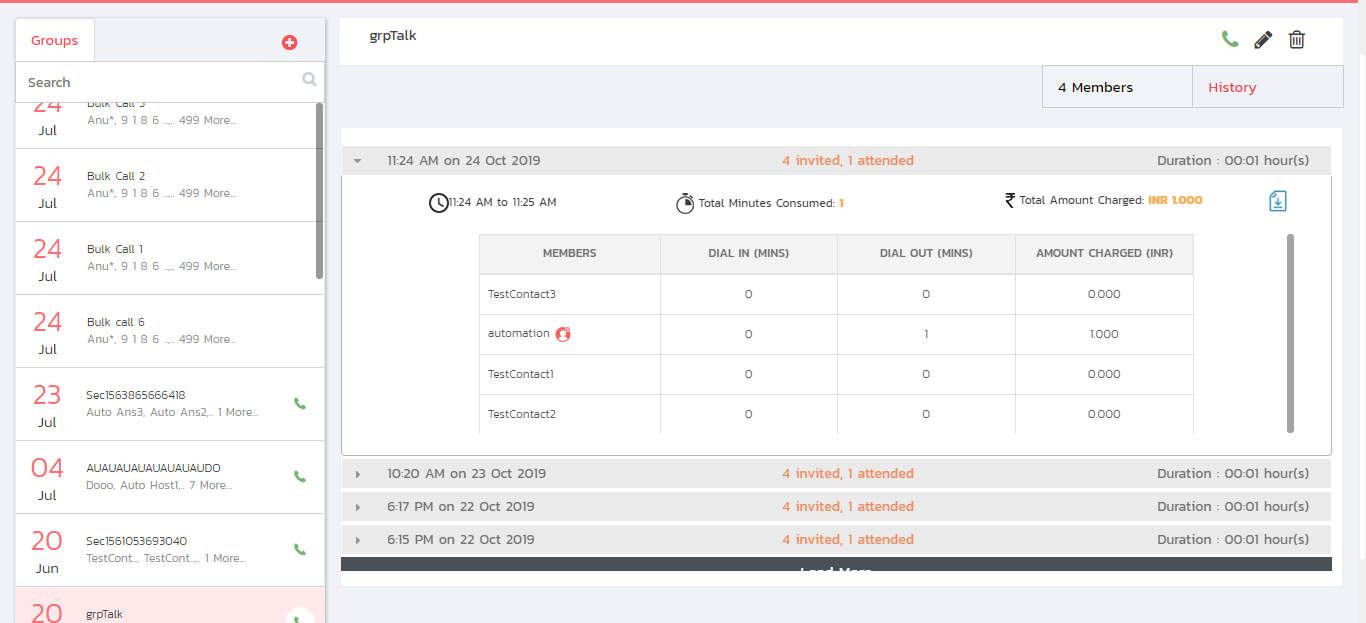 Groups
Search
24
Jul
Bulk Call 3
Anu*, 9 1 8 6 ..,.. 499 More...
24
Jul
Bulk Call 2
Anu*, 9 1 8 6 ..,.. 499 More...
24
Jul
Bulk Call 1
Anu*, 9 1 8 6 ..,.. 499 More...
24
Jul
Bulk call 6
Anu*, 9 1 8 6 ..,.. 499 More...
23
Jul
Sec1563865666418
Auto Ans3, Auto Ans2,.. 1 More...
04
Jul
AUAUAUAUAUAUAUAUDO
Dooo, Auto Host1,.. 7 More...
20
Jun
Sec1561053693040
TestCont.., TestCont..,.. 1 More...
20
grpTalk
grpTalk
4 Members
History
11:24 AM on 24 Oct 2019 4 invited, 1 attended Duration : 00:01 hour(s)
11:24 AM to 11:25 AM Total Minutes Consumed: 1 ₹ Total Amount Charged: INR 1.000
MEMBERS DIAL IN (MINS) DIAL OUT (MINS) AMOUNT CHARGED (INR)
TestContact3 0 0 0.000
automation 0 1 1.000
TestContact1 0 0 0.000
TestContact2 0 0 0.000
10:20 AM on 23 Oct 2019 4 invited, 1 attended Duration : 00:01 hour(s)
6:17 PM on 22 Oct 2019 4 invited, 1 attended Duration : 00:01 hour(s)
6:15 PM on 22 Oct 2019 4 invited, 1 attended Duration : 00:01 hour(s)
Load More